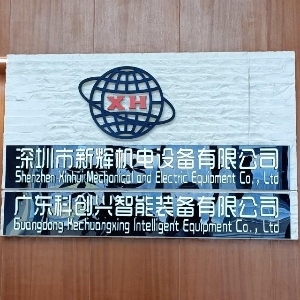 XH
深圳市新辉机电设备有限公司
Shenzhen Xinhui Mechanical and Electric Equipment Co., Ltd
广东科创兴智能装备有限公司
Guangdong Kechuangxing Intelligent Equipment Co., Ltd